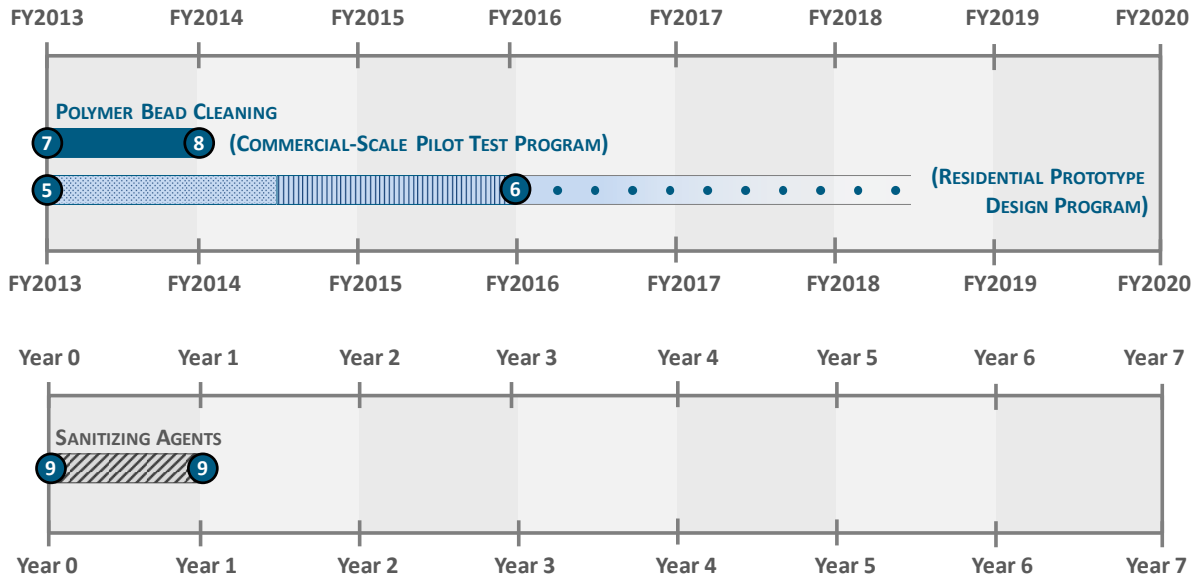 FY2013 FY2014 FY2015 FY2016 FY2017 FY2018 FY2019 FY2020
POLYMER BEAD CLEANING
7 8 (COMMERCIAL-SCALE PILOT TEST PROGRAM)
5 6 (RESIDENTIAL PROTOTYPE
DESIGN PROGRAM)
FY2013 FY2014 FY2015 FY2016 FY2017 FY2018 FY2019 FY2020
Year 0 Year 1 Year 2 Year 3 Year 4 Year 5 Year 6 Year 7
SANITIZING AGENTS
9 9
Year 0 Year 1 Year 2 Year 3 Year 4 Year 5 Year 6 Year 7